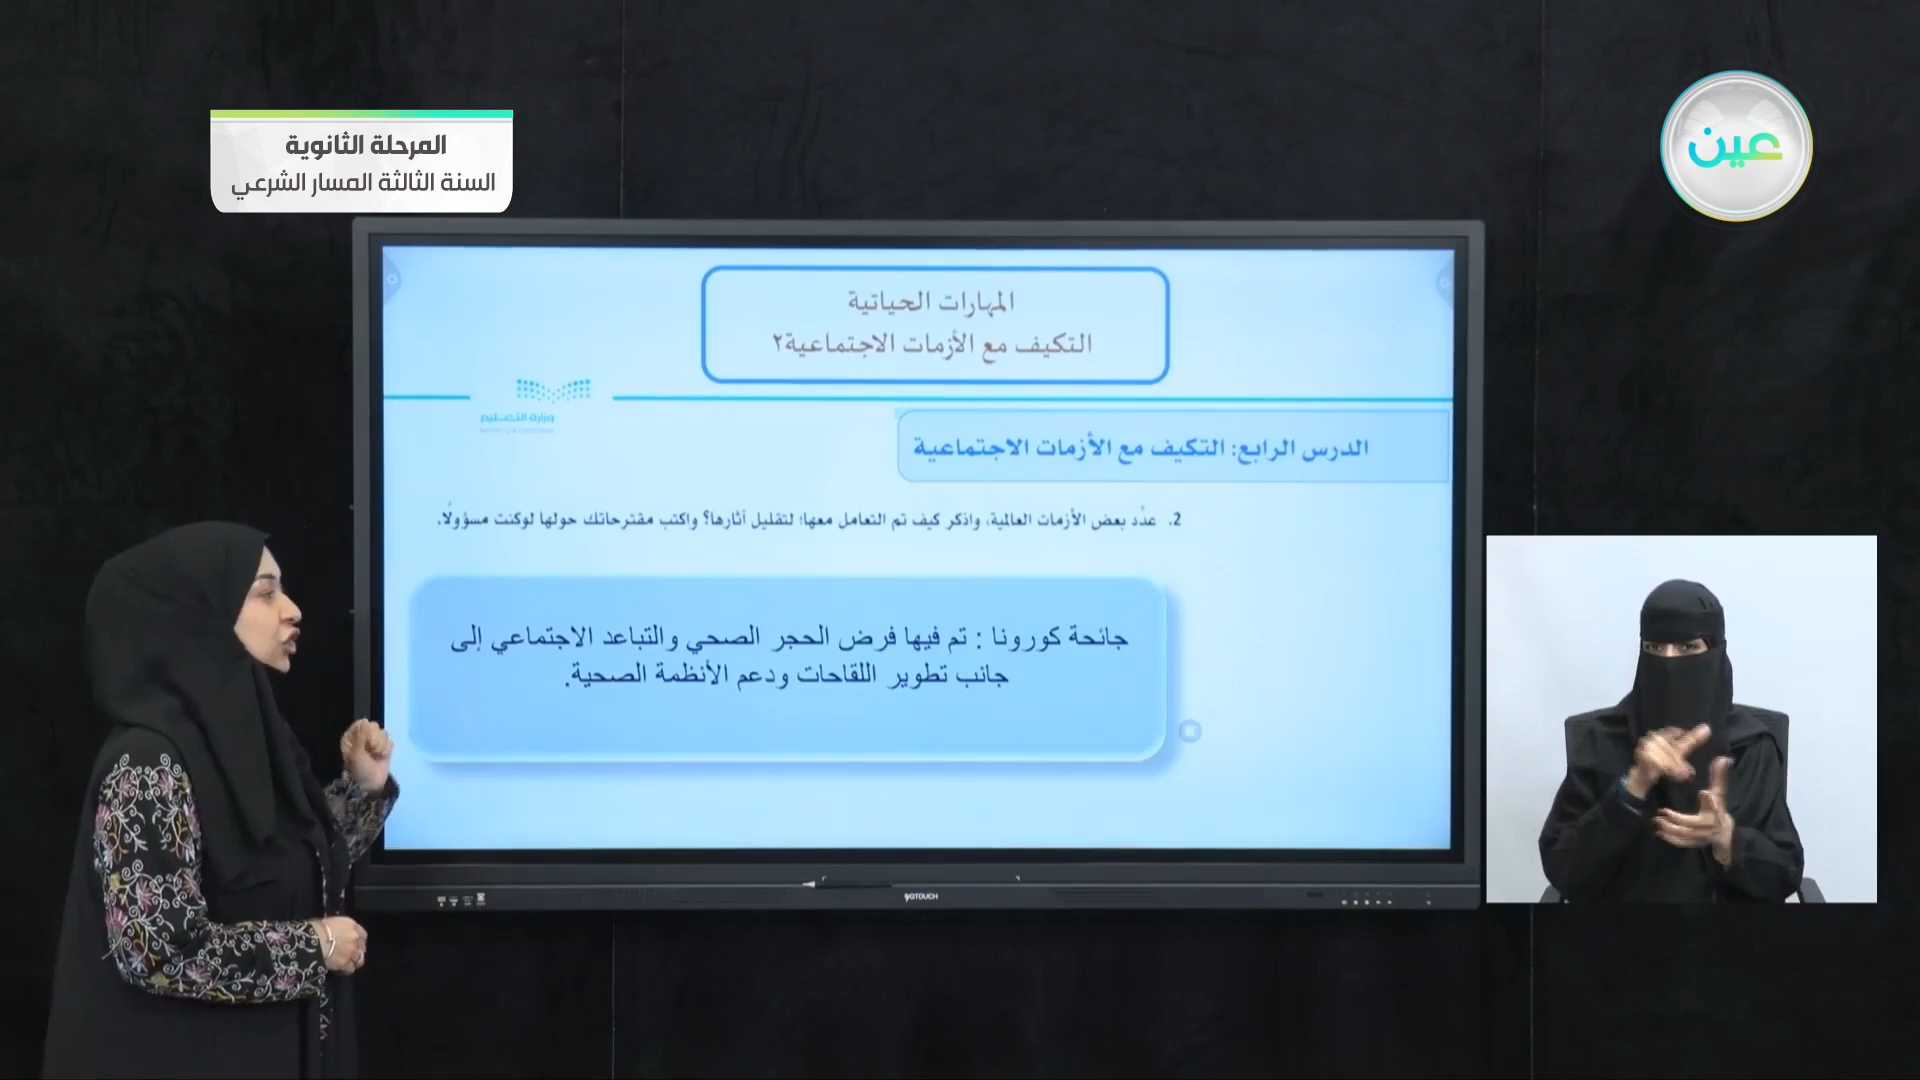 المرحلة الثانوية
السنة الثالثة المسار الشرعي
عين
المهارات الحياتية
التكيف مع الأزمات الاجتماعية٢
وزارة التعليم
الدرس الرابع: التكيف مع الأزمات الاجتماعية
2. عدِّد بعض الأزمات العالمية، واذكر كيف تم التعامل معها؛ لتقليل آثارها؟ واكتب مقترحاتك حولها لوكنت مسؤولًا.
جائحة كورونا : تم فيها فرض الحجر الصحي والتباعد الاجتماعي إلى
جانب تطوير اللقاحات ودعم الأنظمة الصحية.